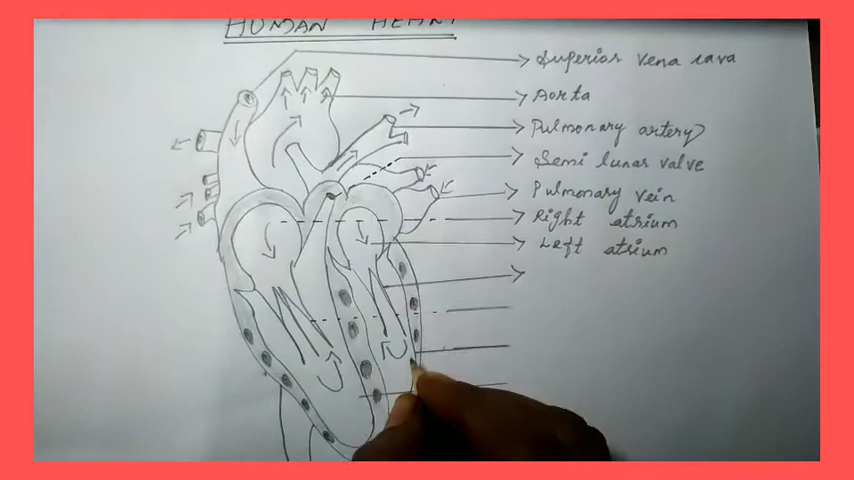 HUMAN HEART
Superior vena cava
Aorta
Pulmonary artery
Semi lunar valve
Pulmonary vein
Right atrium
Left atrium